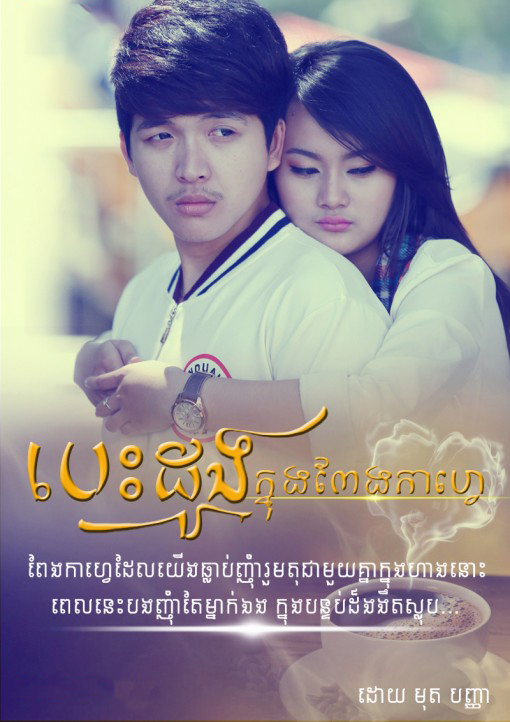 បេះដូងក្នុងពែងកាហ្វេ
ពែងកាហ្វេដែលយើងធ្លាប់ញ៉ាំរួមតុជាមួយគ្នាក្នុងហាងនោះ
ពេលនេះបងញ៉ាំតែម្នាក់ឯង ក្នុងបន្ទប់ដ៏ងងឹតស្លុប...
ដោយ មុត បញ្ញា